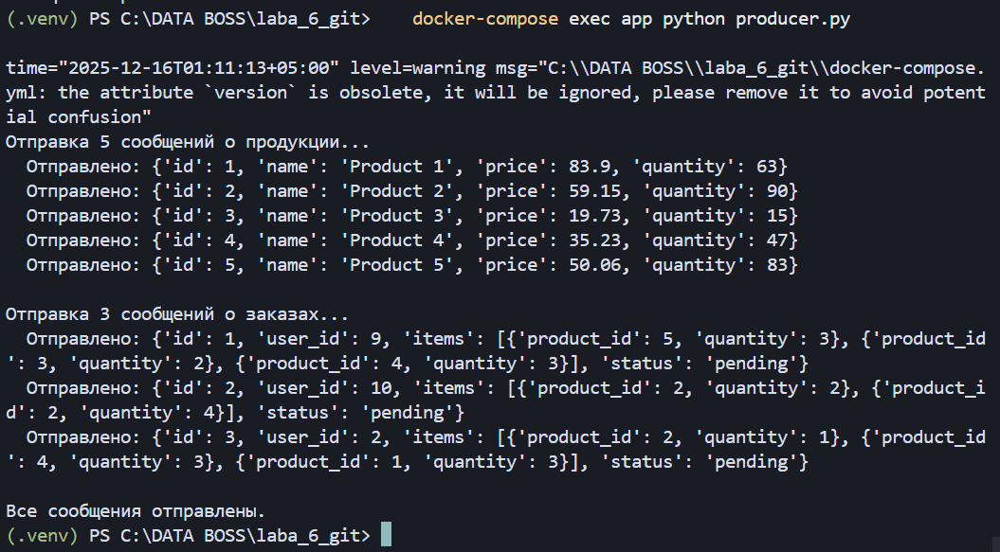 (.venv) PS C:\DATA BOSS\laba_6_git>    docker-compose exec app python producer.py
time="2025-12-16T01:11:13+05:00" level=warning msg="C:\\DATA BOSS\\laba_6_git\\docker-compose.
yml: the attribute `version` is obsolete, it will be ignored, please remove it to avoid potent
ial confusion"
Отправка 5 сообщений о продукции...
  Отправлено: {'id': 1, 'name': 'Product 1', 'price': 83.9, 'quantity': 63}
  Отправлено: {'id': 2, 'name': 'Product 2', 'price': 59.15, 'quantity': 90}
  Отправлено: {'id': 3, 'name': 'Product 3', 'price': 19.73, 'quantity': 15}
  Отправлено: {'id': 4, 'name': 'Product 4', 'price': 35.23, 'quantity': 47}
  Отправлено: {'id': 5, 'name': 'Product 5', 'price': 50.06, 'quantity': 83}
Отправка 3 сообщений о заказах...
  Отправлено: {'id': 1, 'user_id': 9, 'items': [{'product_id': 5, 'quantity': 3}, {'product_id
': 3, 'quantity': 2}, {'product_id': 4, 'quantity': 3}], 'status': 'pending'}
  Отправлено: {'id': 2, 'user_id': 10, 'items': [{'product_id': 2, 'quantity': 2}, {'product_i
d': 2, 'quantity': 4}], 'status': 'pending'}
  Отправлено: {'id': 3, 'user_id': 2, 'items': [{'product_id': 2, 'quantity': 1}, {'product_id
': 4, 'quantity': 3}, {'product_id': 1, 'quantity': 3}], 'status': 'pending'}
Все сообщения отправлены.
(.venv) PS C:\DATA BOSS\laba_6_git>